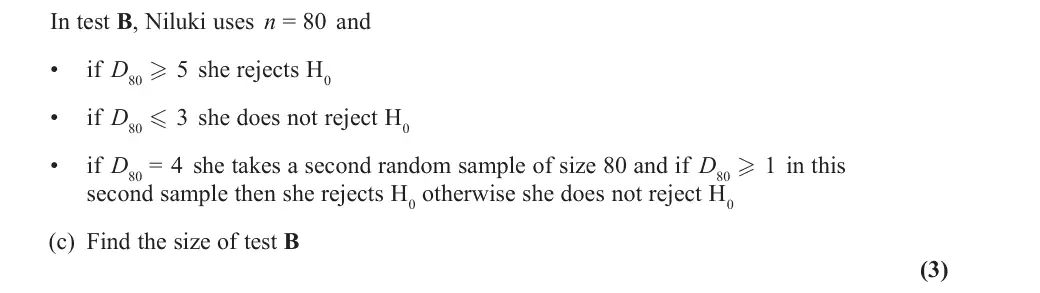 In test B, Niluki uses n = 80 and
• if D₈₀ ⩾ 5 she rejects H₀
• if D₈₀ ⩽ 3 she does not reject H₀
• if D₈₀ = 4 she takes a second random sample of size 80 and if D₈₀ ⩾ 1 in this
second sample then she rejects H₀ otherwise she does not reject H₀
(c) Find the size of test B
(3)